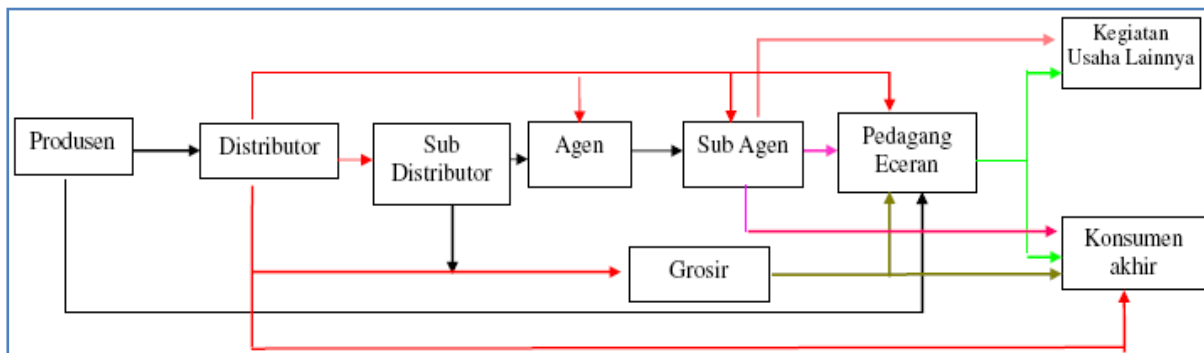 Kegiatan
Usaha Lainnya
Produsen
Distributor
Sub
Distributor
Agen
Sub Agen
Pedagang
Eceran
Grosir
Konsumen
akhir